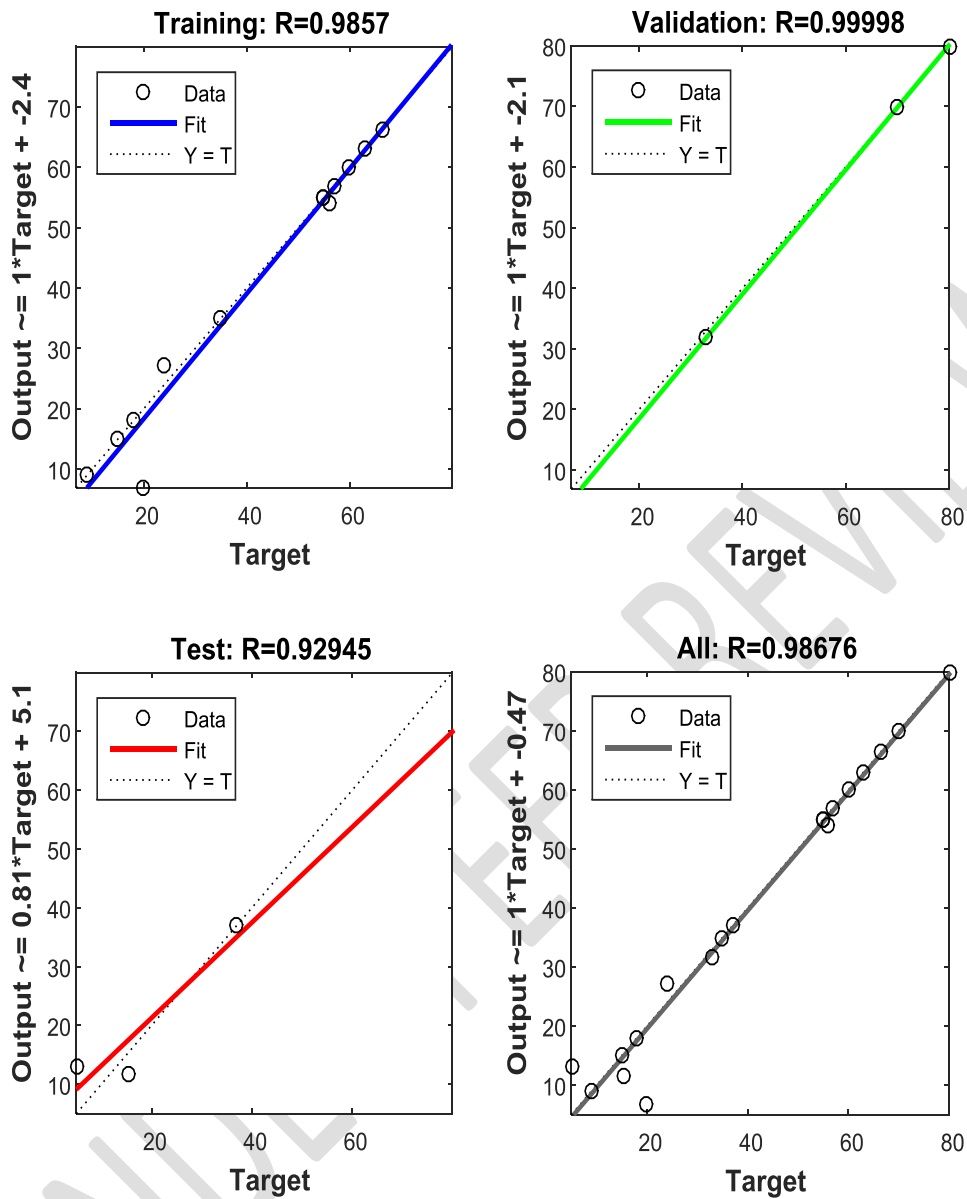 Training: R=0.9857
Output ~= 1*Target + -2.4
Data
Fit
Y = T
70
60
50
40
30
20
10
20
60
Target
Validation: R=0.99998
Output ~= 1*Target + -2.1
Data
Fit
Y = T
80
70
60
50
40
30
20
10
20
40
60
80
Target
Test: R=0.92945
Output ~= 0.81*Target + 5.1
Data
Fit
Y = T
70
60
50
40
30
20
10
20
40
60
Target
All: R=0.98676
Output ~= 1*Target + -0.47
Data
Fit
Y = T
80
70
60
50
40
30
20
10
20
40
60
80
Target